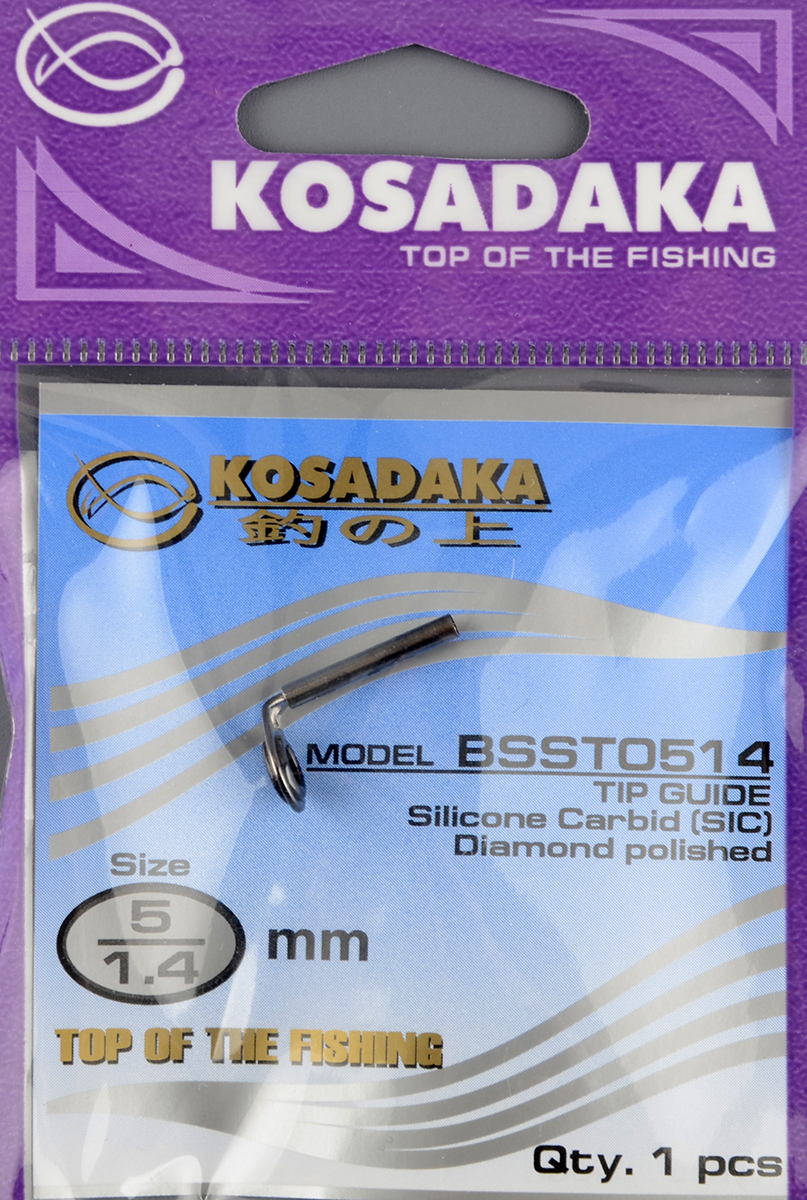 KOSADAKA
TOP OF THE FISHING
KOSADAKA
釣の上
MODEL BSST0514
TIP GUIDE
Silicone Carbid (SIC)
Diamond polished
Size
5
1.4
mm
TOP OF THE FISHING
Qty. 1 pcs